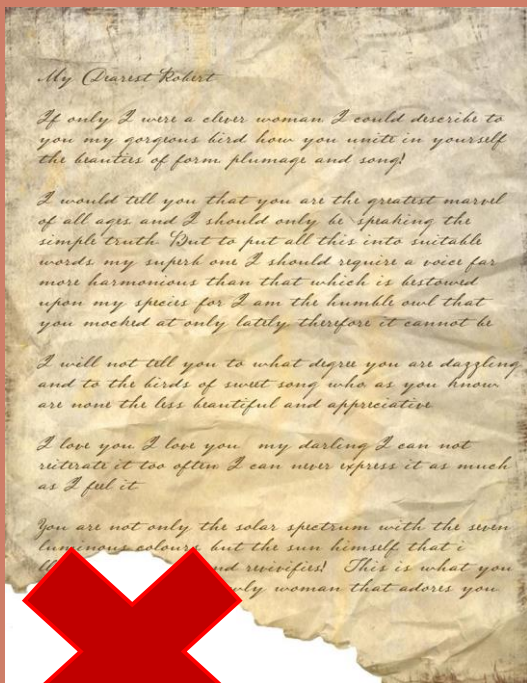 My Dearest Robert
If only I were a clever woman I could describe to
you my gorgeous bird how you unite in yourself
the beauties of form plumage and song!
I would tell you that you are the greatest marvel
of all ages and I should only be speaking the
simple truth But to put all this into suitable
words my superb one I should require a voice far
more harmonious than that which is bestowed
upon my species for I am the humble owl that
you mocked at only lately therefore it cannot be
I will not tell you to what degree you are dazzling
and to the birds of sweet song who as you know
are none the less beautiful and appreciative
I love you I love you my darling I can not
reiterate it too often I can never express it as much
as I feel it
You are not only the solar spectrum with the seven
luminous colours but the sun himself that i
revivifies! This is what you
woman that adores you